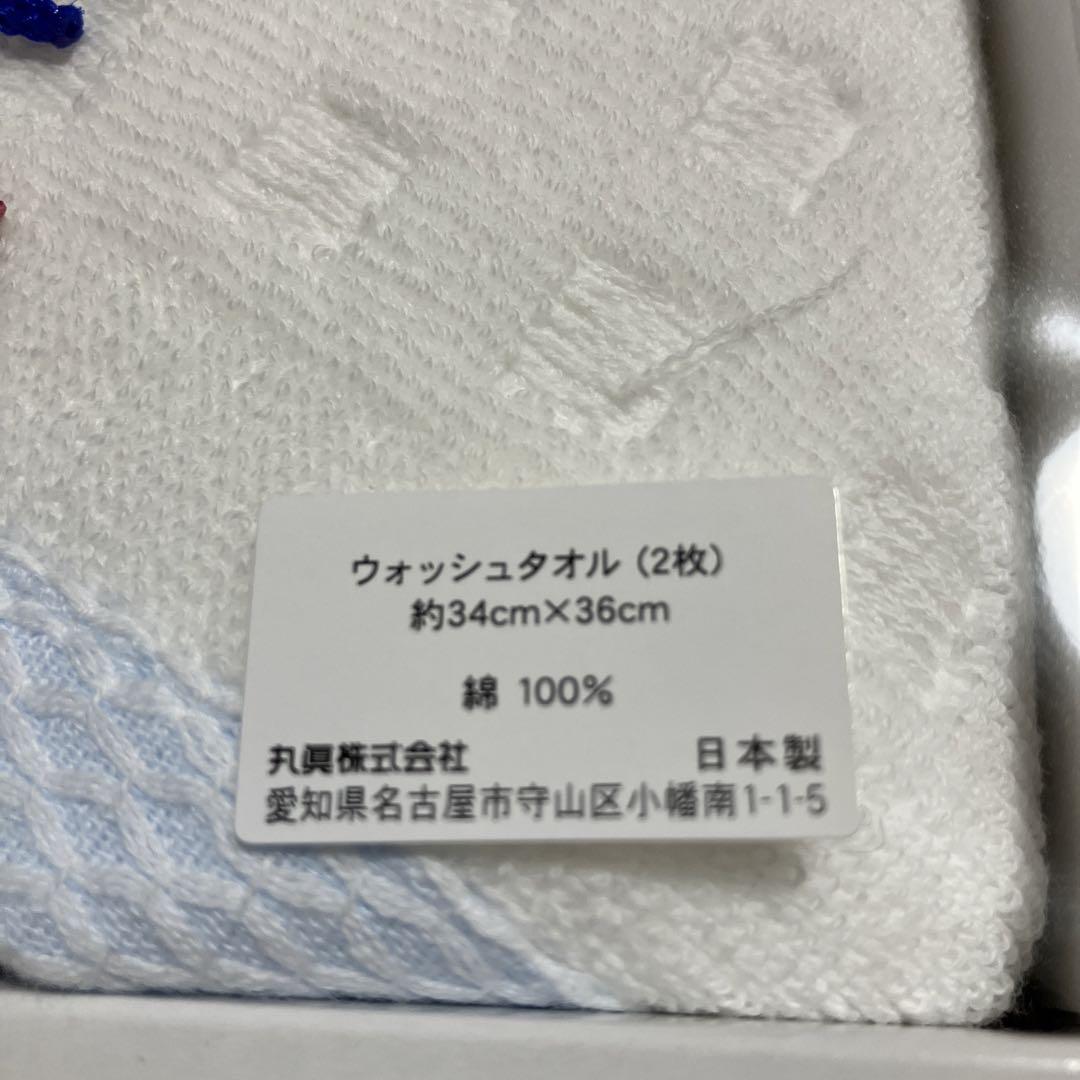 ウォッシュタオル（2枚）
約34cm×36cm
綿 100%
丸眞株式会社 日本製
愛知県名古屋市守山区小幡南1-1-5